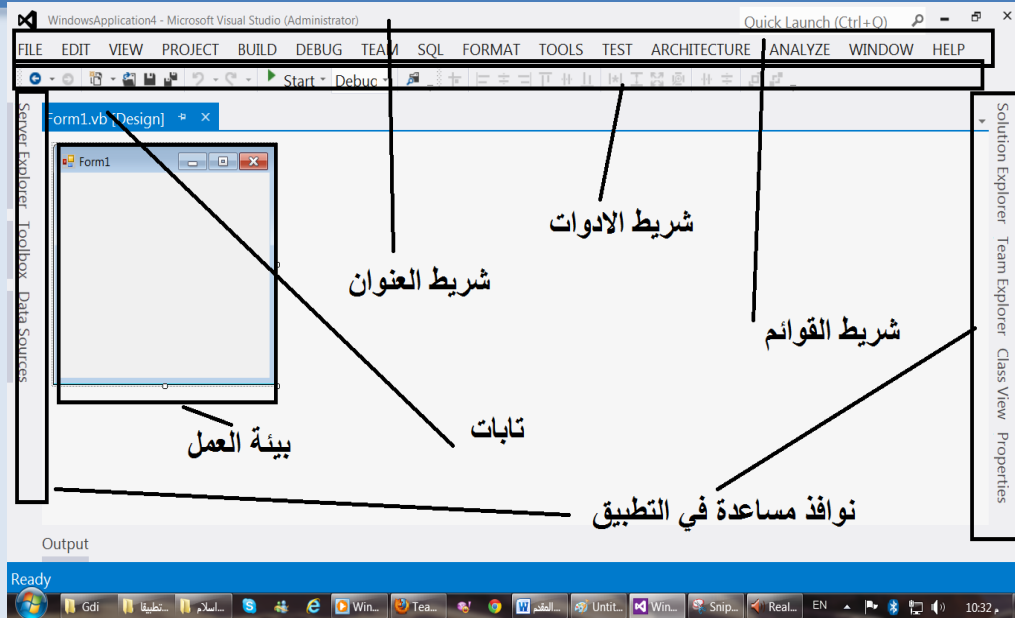 WindowsApplication4 - Microsoft Visual Studio (Administrator)
Quick Launch (Ctrl+Q)
FILE EDIT VIEW PROJECT BUILD DEBUG TEAM SQL FORMAT TOOLS TEST ARCHITECTURE ANALYZE WINDOW HELP
Start Debug
Form1.vb [Design]
Form1
Server Explorer
Toolbox
Data Sources
Solution Explorer
Team Explorer
Class View
Properties
شريط الادوات
شريط العنوان
شريط القوائم
تابات
بيئة العمل
نوافذ مساعدة في التطبيق
Output
Ready
Gdi تطبيقا... اسلام... Win... Tea... المقد... Untit... Win... Snip... Real... EN 10:32 م